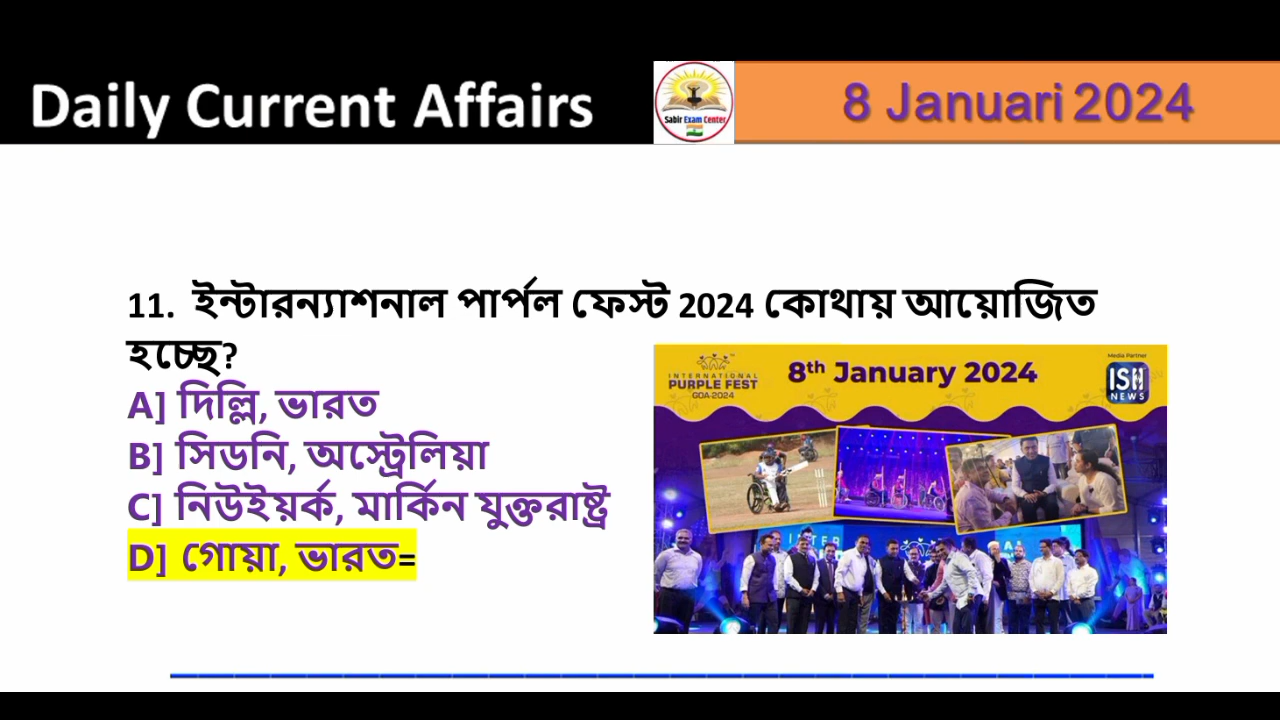 Daily Current Affairs
Sabir Exam Center
8 Januari 2024
11. ইন্টারন্যাশনাল পার্পল ফেস্ট 2024 কোথায় আয়োজিত
হচ্ছে?
A] দিল্লি, ভারত
B] সিডনি, অস্ট্রেলিয়া
C] নিউইয়র্ক, মার্কিন যুক্তরাষ্ট্র
D] গোয়া, ভারত=
INTERNATIONAL
PURPLE FEST
GOA-2024
8th January 2024
Media Partner
ISH
NEWS